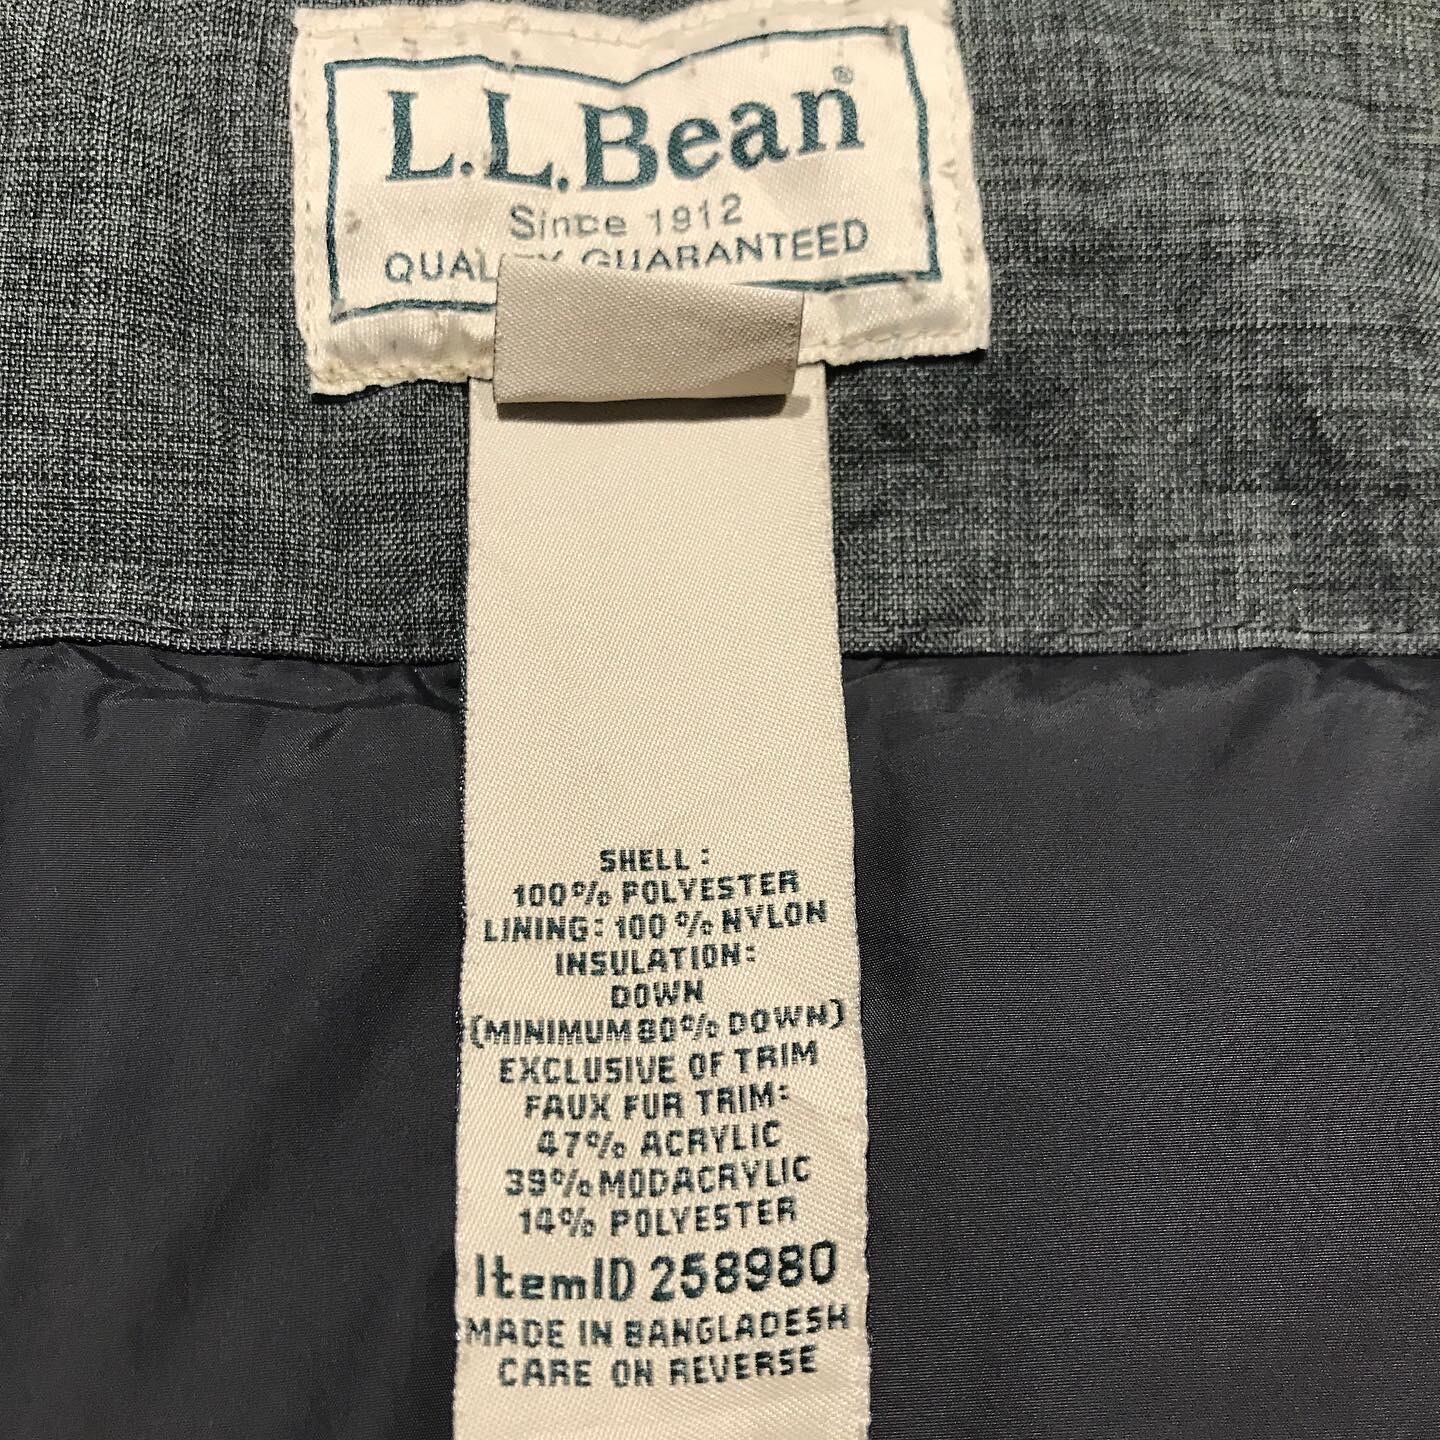 L.L.Bean®
Since 1912
GUARANTEED
SHELL:
100% POLYESTER
LINING: 100% NYLON
INSULATION:
DOWN
(MINIMUM 80% DOWN)
EXCLUSIVE OF TRIM
FAUX FUR TRIM:
47% ACRYLIC
39% MODACRYLIC
14% POLYESTER
ItemID 258980
MADE IN BANGLADESH
CARE ON REVERSE